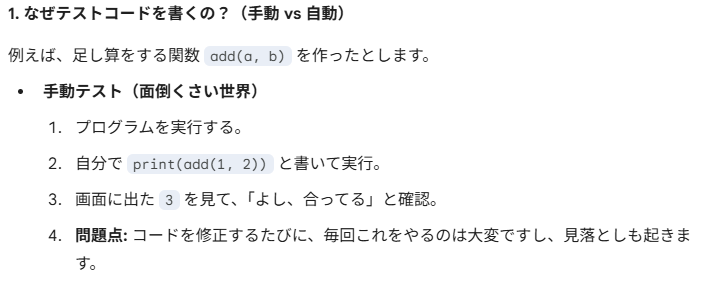 1. なぜテストコードを書くの？（手動 vs 自動）
例えば、足し算をする関数 add(a, b) を作ったとします。
• 手動テスト（面倒くさい世界）
1. プログラムを実行する。
2. 自分で print(add(1, 2)) と書いて実行。
3. 画面に出た 3 を見て、「よし、合ってる」と確認。
4. 問題点: コードを修正するたびに、毎回これをやるのは大変ですし、見落としも起きま
す。